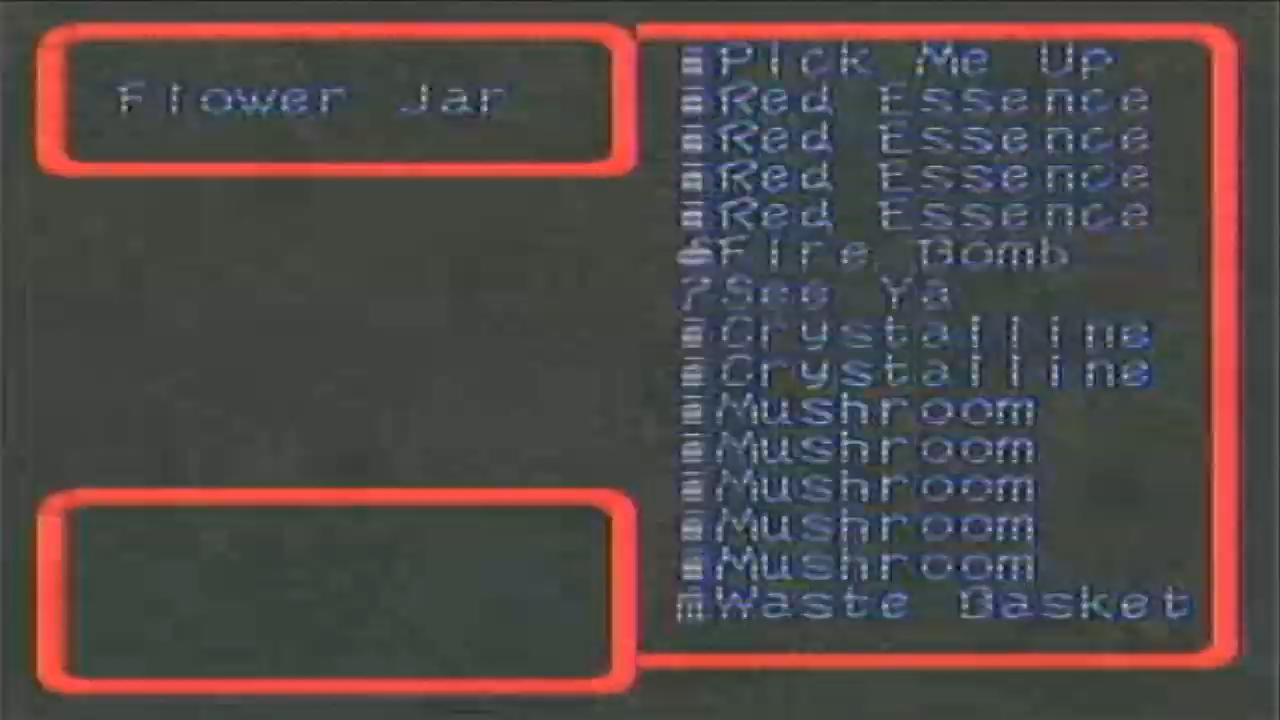 Flower Jar
Pick Me Up
Red Essence
Red Essence
Red Essence
Red Essence
Fire Bomb
See Ya
Crystalline
Crystalline
Mushroom
Mushroom
Mushroom
Mushroom
Mushroom
Waste Basket